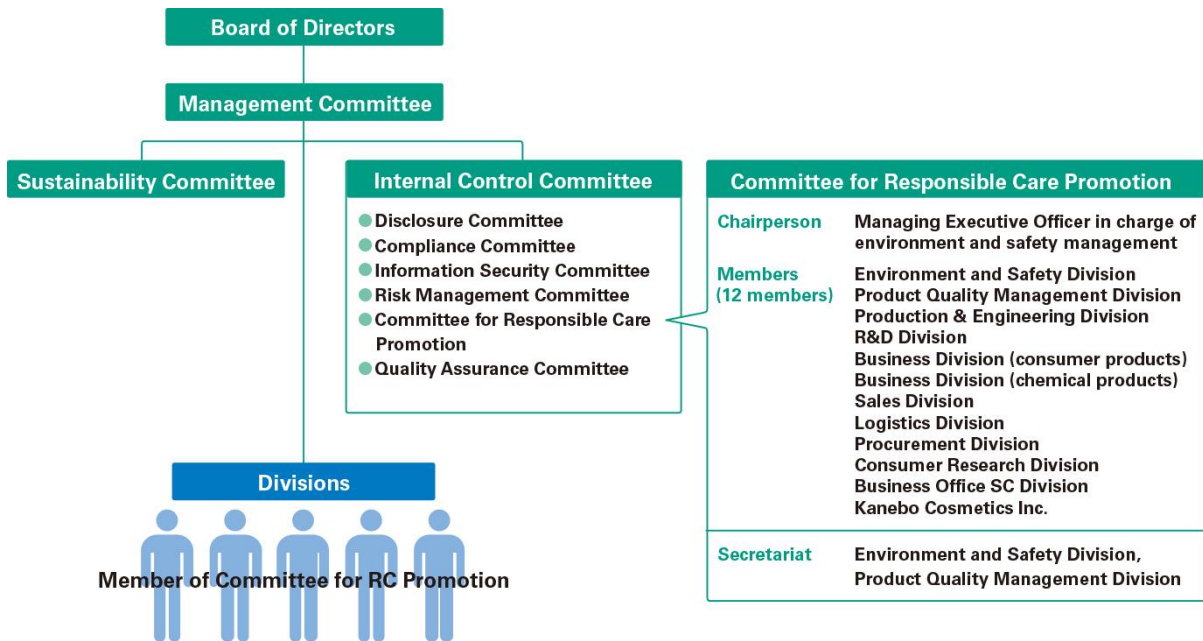 Board of Directors
Management Committee
Sustainability Committee
Internal Control Committee
Disclosure Committee
Compliance Committee
Information Security Committee
Risk Management Committee
Committee for Responsible Care
Promotion
Quality Assurance Committee
Committee for Responsible Care Promotion
Chairperson
Managing Executive Officer in charge of
environment and safety management
Members
(12 members)
Environment and Safety Division
Product Quality Management Division
Production & Engineering Division
R&D Division
Business Division (consumer products)
Business Division (chemical products)
Sales Division
Logistics Division
Procurement Division
Consumer Research Division
Business Office SC Division
Kanebo Cosmetics Inc.
Secretariat
Environment and Safety Division,
Product Quality Management Division
Divisions
Member of Committee for RC Promotion